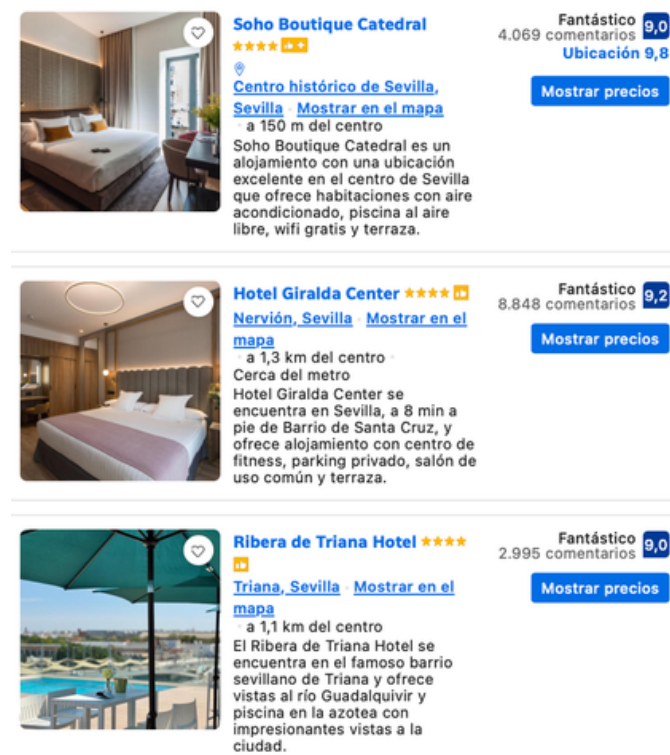 Soho Boutique Catedral
Centro histórico de Sevilla,
Sevilla · Mostrar en el mapa
· a 150 m del centro
Soho Boutique Catedral es un
alojamiento con una ubicación
excelente en el centro de Sevilla
que ofrece habitaciones con aire
acondicionado, piscina al aire
libre, wifi gratis y terraza.
Fantástico 9,0
4.069 comentarios
Ubicación 9,8
Mostrar precios
Hotel Giralda Center
Nervión, Sevilla · Mostrar en el
mapa
· a 1,3 km del centro ·
Cerca del metro
Hotel Giralda Center se
encuentra en Sevilla, a 8 min a
pie de Barrio de Santa Cruz, y
ofrece alojamiento con centro de
fitness, parking privado, salón de
uso común y terraza.
Fantástico 9,2
8.848 comentarios
Mostrar precios
Ribera de Triana Hotel
Triana, Sevilla · Mostrar en el
mapa
· a 1,1 km del centro
El Ribera de Triana Hotel se
encuentra en el famoso barrio
sevillano de Triana y ofrece
vistas al río Guadalquivir y
piscina en la azotea con
impresionantes vistas a la
ciudad.
Fantástico 9,0
2.995 comentarios
Mostrar precios